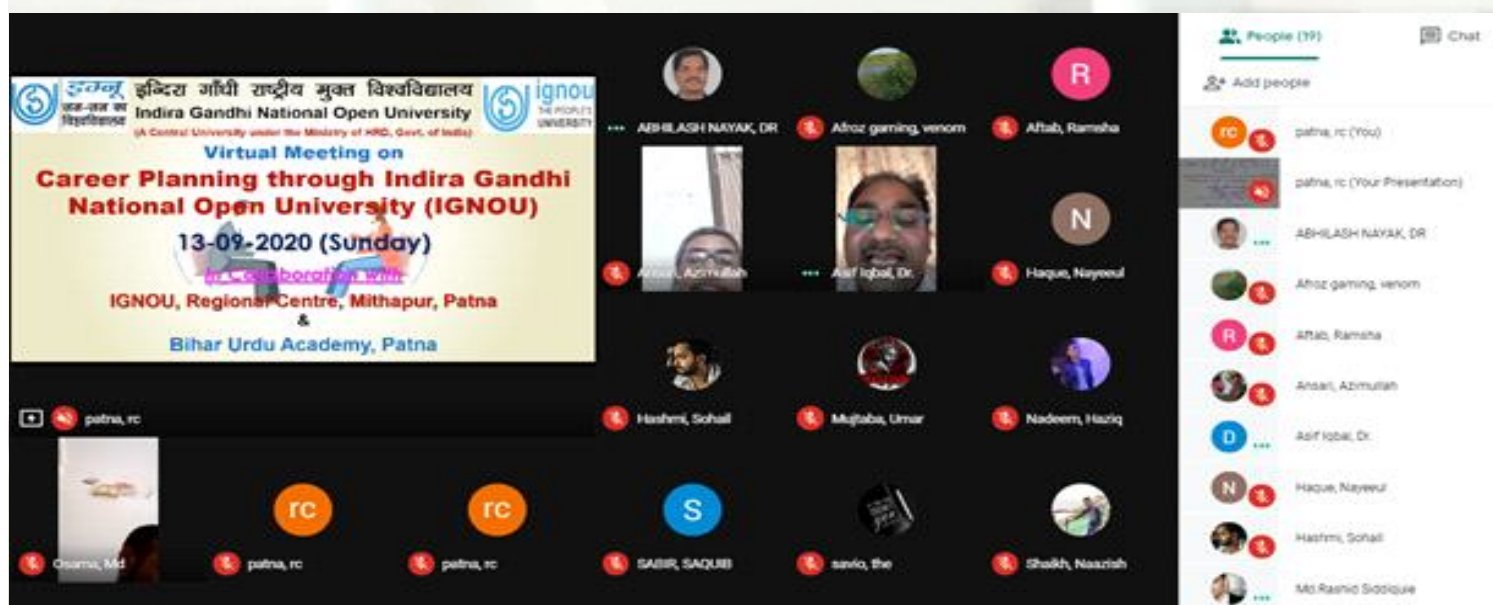 इग्नू
जन-जन का
विश्वविद्यालय
इन्दिरा गाँधी राष्ट्रीय मुक्त विश्वविद्यालय
Indira Gandhi National Open University
(A Central University under the Ministry of HRD, Govt. of India)
ignou
THE PEOPLE'S
UNIVERSITY
Virtual Meeting on
Career Planning through Indira Gandhi
National Open University (IGNOU)
13-09-2020 (Sunday)
In Collaboration with
IGNOU, Regional Centre, Mithapur, Patna
&
Bihar Urdu Academy, Patna
patna, rc
ABHILASH NAYAK, DR
Afroz gaming, venom
R
Aftab, Ramsha
Ansari, Azimullah
Asif Iqbal, Dr.
N
Haque, Nayeeul
Hashmi, Sohail
Mujtaba, Umar
Nadeem, Haziq
Osama, Md
rc
patna, rc
rc
patna, rc
S
SABIR, SAQUIB
savio, the
Shaikh, Naazish
People (19)
Chat
Add people
rc
patna, rc (You)
patna, rc (Your Presentation)
ABHILASH NAYAK, DR
Afroz gaming, venom
R
Aftab, Ramsha
Ansari, Azimullah
D
Asif Iqbal, Dr.
N
Haque, Nayeeul
Hashmi, Sohail
Md.Rashid Siddiquie